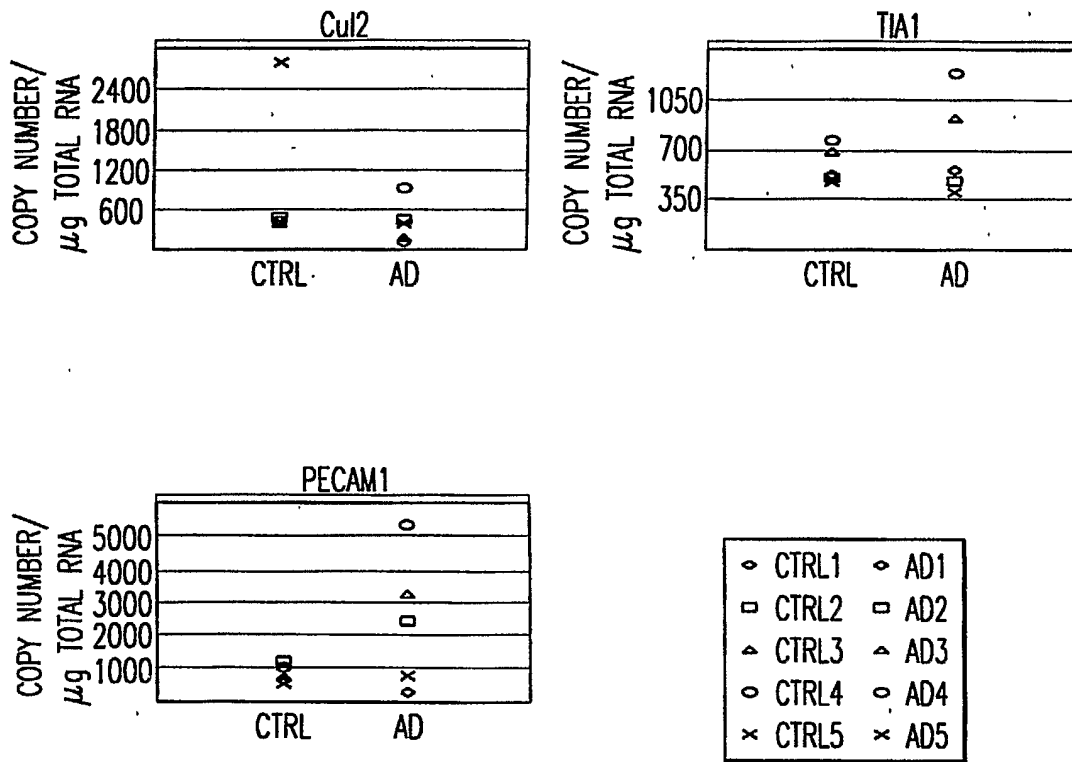 Cul2
COPY NUMBER/
μg TOTAL RNA
2400
1800
1200
600
CTRL
AD
TIA1
COPY NUMBER/
μg TOTAL RNA
1050
700
350
CTRL
AD
PECAM1
COPY NUMBER/
μg TOTAL RNA
5000
4000
3000
2000
1000
CTRL
AD
CTRL1 AD1
CTRL2 AD2
CTRL3 AD3
CTRL4 AD4
CTRL5 AD5